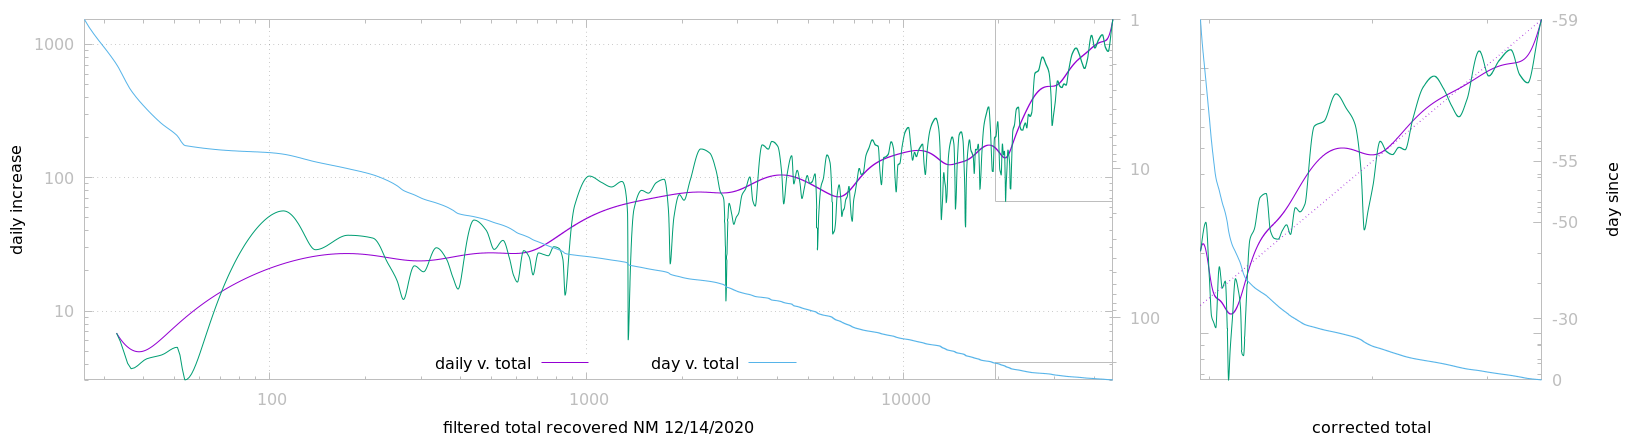 1000
100
10
daily increase
1
10
100
daily v. total
day v. total
100
1000
10000
filtered total recovered NM 12/14/2020
-59
-55
-50
-30
0
day since
corrected total